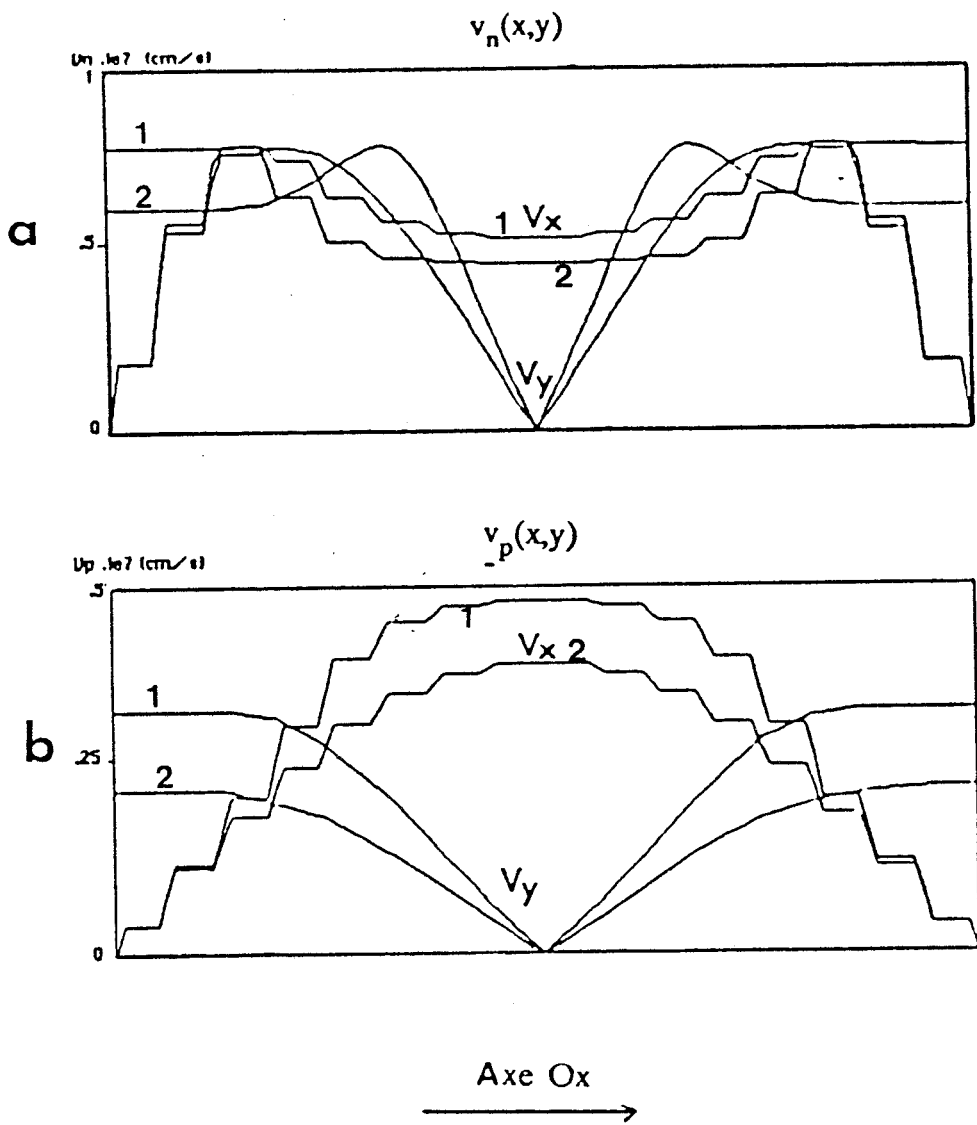 v_n(x,y)
Vn .1e7 (cm/s)
1
1
2
a
.5
1 Vx
2
Vy
0
v_p(x,y)
Vp .1e7 (cm/s)
.5
1
Vx 2
1
b
.25
2
Vy
0
Axe Ox